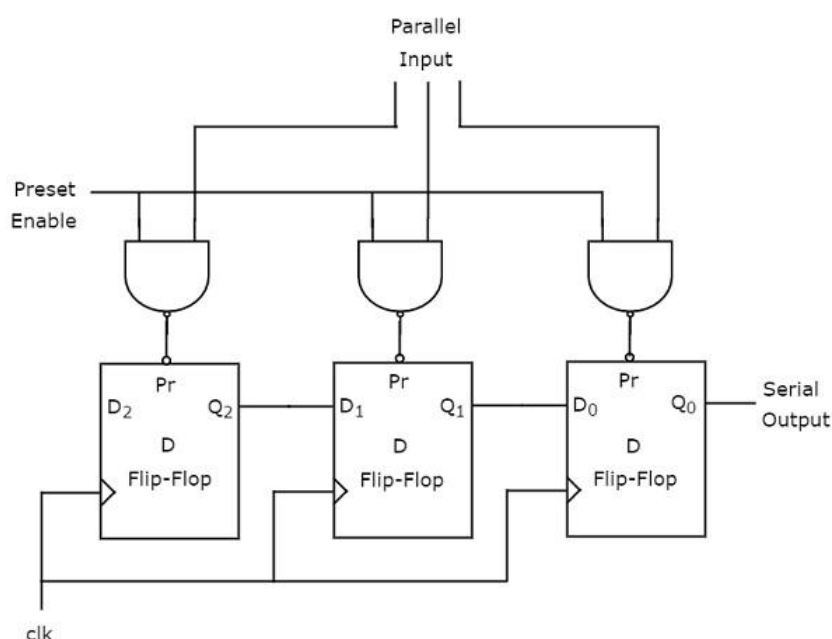 Parallel
Input
Preset
Enable
Pr
Pr
Pr
D₂
Q₂
D₁
Q₁
D₀
Q₀
Serial
Output
D
Flip-Flop
D
Flip-Flop
D
Flip-Flop
clk